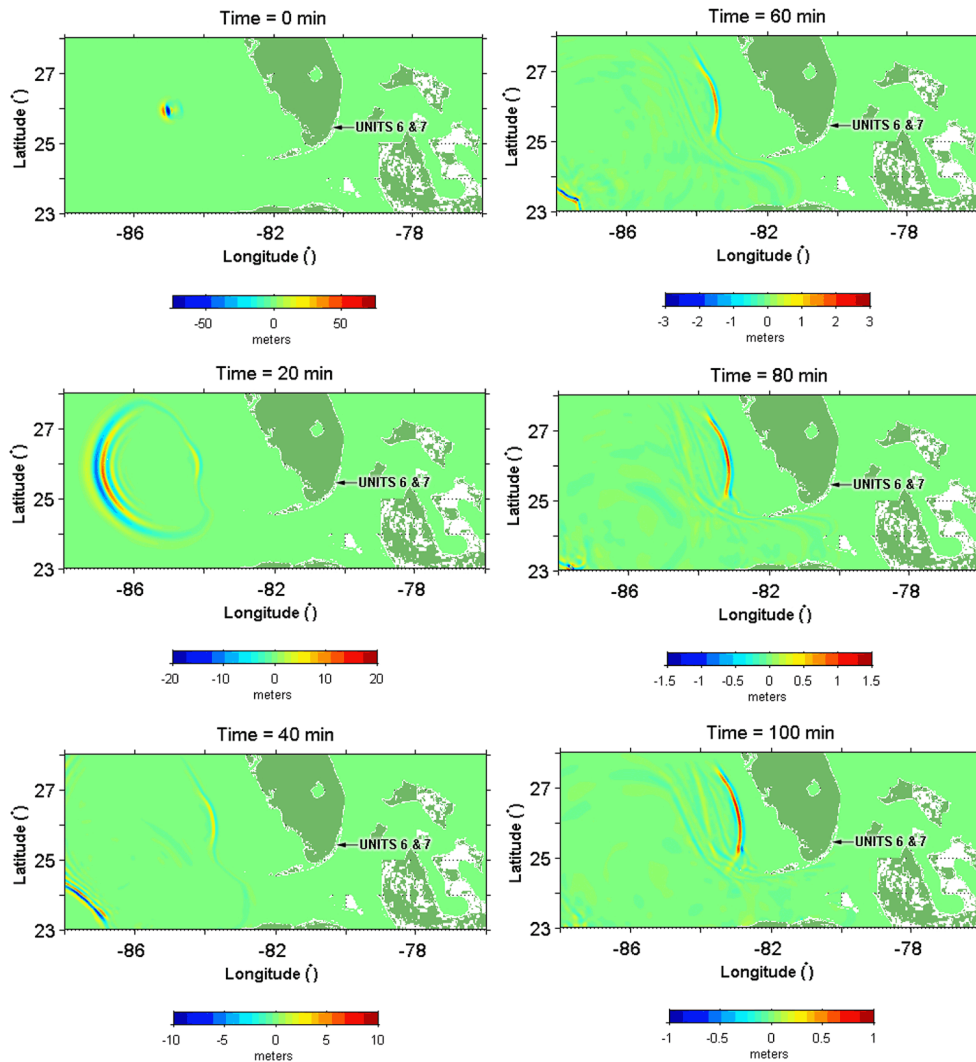 Time = 0 min
27
25
23
Latitude (°)
UNITS 6 & 7
-86 -82 -78
Longitude (°)
-50 0 50
meters
Time = 20 min
27
25
23
Latitude (°)
UNITS 6 & 7
-86 -82 -78
Longitude (°)
-20 -10 0 10 20
meters
Time = 40 min
27
25
23
Latitude (°)
UNITS 6 & 7
-86 -82 -78
Longitude (°)
-10 -5 0 5 10
meters
Time = 60 min
27
25
23
Latitude (°)
UNITS 6 & 7
-86 -82 -78
Longitude (°)
-3 -2 -1 0 1 2 3
meters
Time = 80 min
27
25
23
Latitude (°)
UNITS 6 & 7
-86 -82 -78
Longitude (°)
-1.5 -1 -0.5 0 0.5 1 1.5
meters
Time = 100 min
27
25
23
Latitude (°)
UNITS 6 & 7
-86 -82 -78
Longitude (°)
-1 -0.5 0 0.5 1
meters